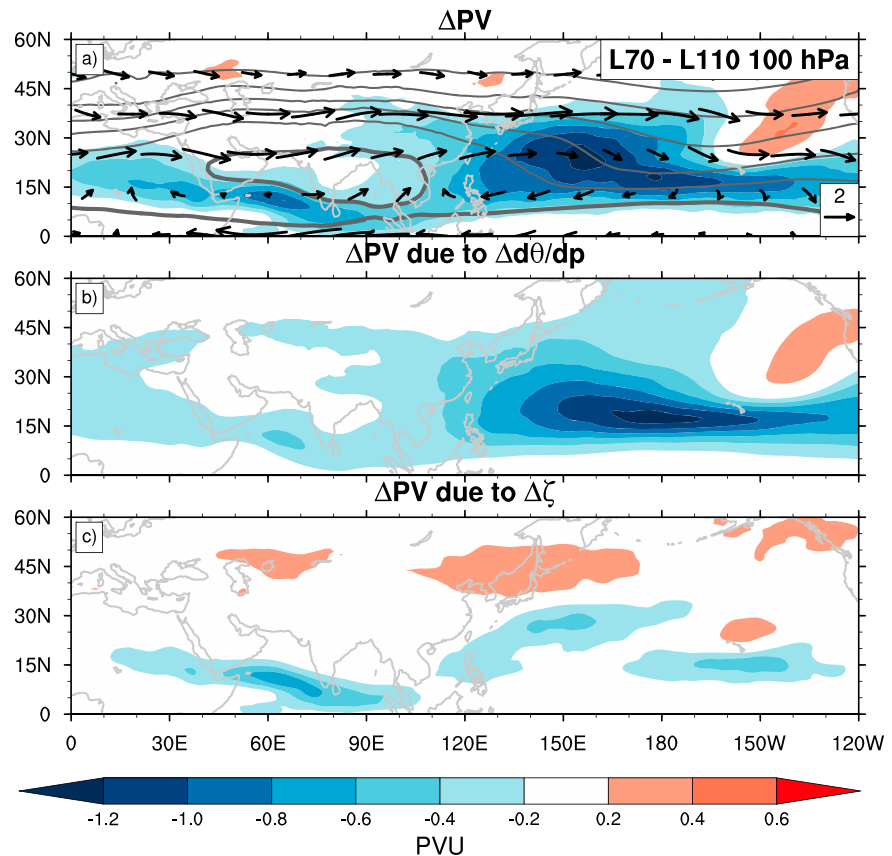 ΔPV
60N
a)
L70 - L110 100 hPa
45N
30N
15N
2
0
ΔPV due to Δdθ/dp
60N
b)
45N
30N
15N
0
ΔPV due to Δζ
60N
c)
45N
30N
15N
0
0 30E 60E 90E 120E 150E 180 150W 120W
-1.2 -1.0 -0.8 -0.6 -0.4 -0.2 0.2 0.4 0.6
PVU